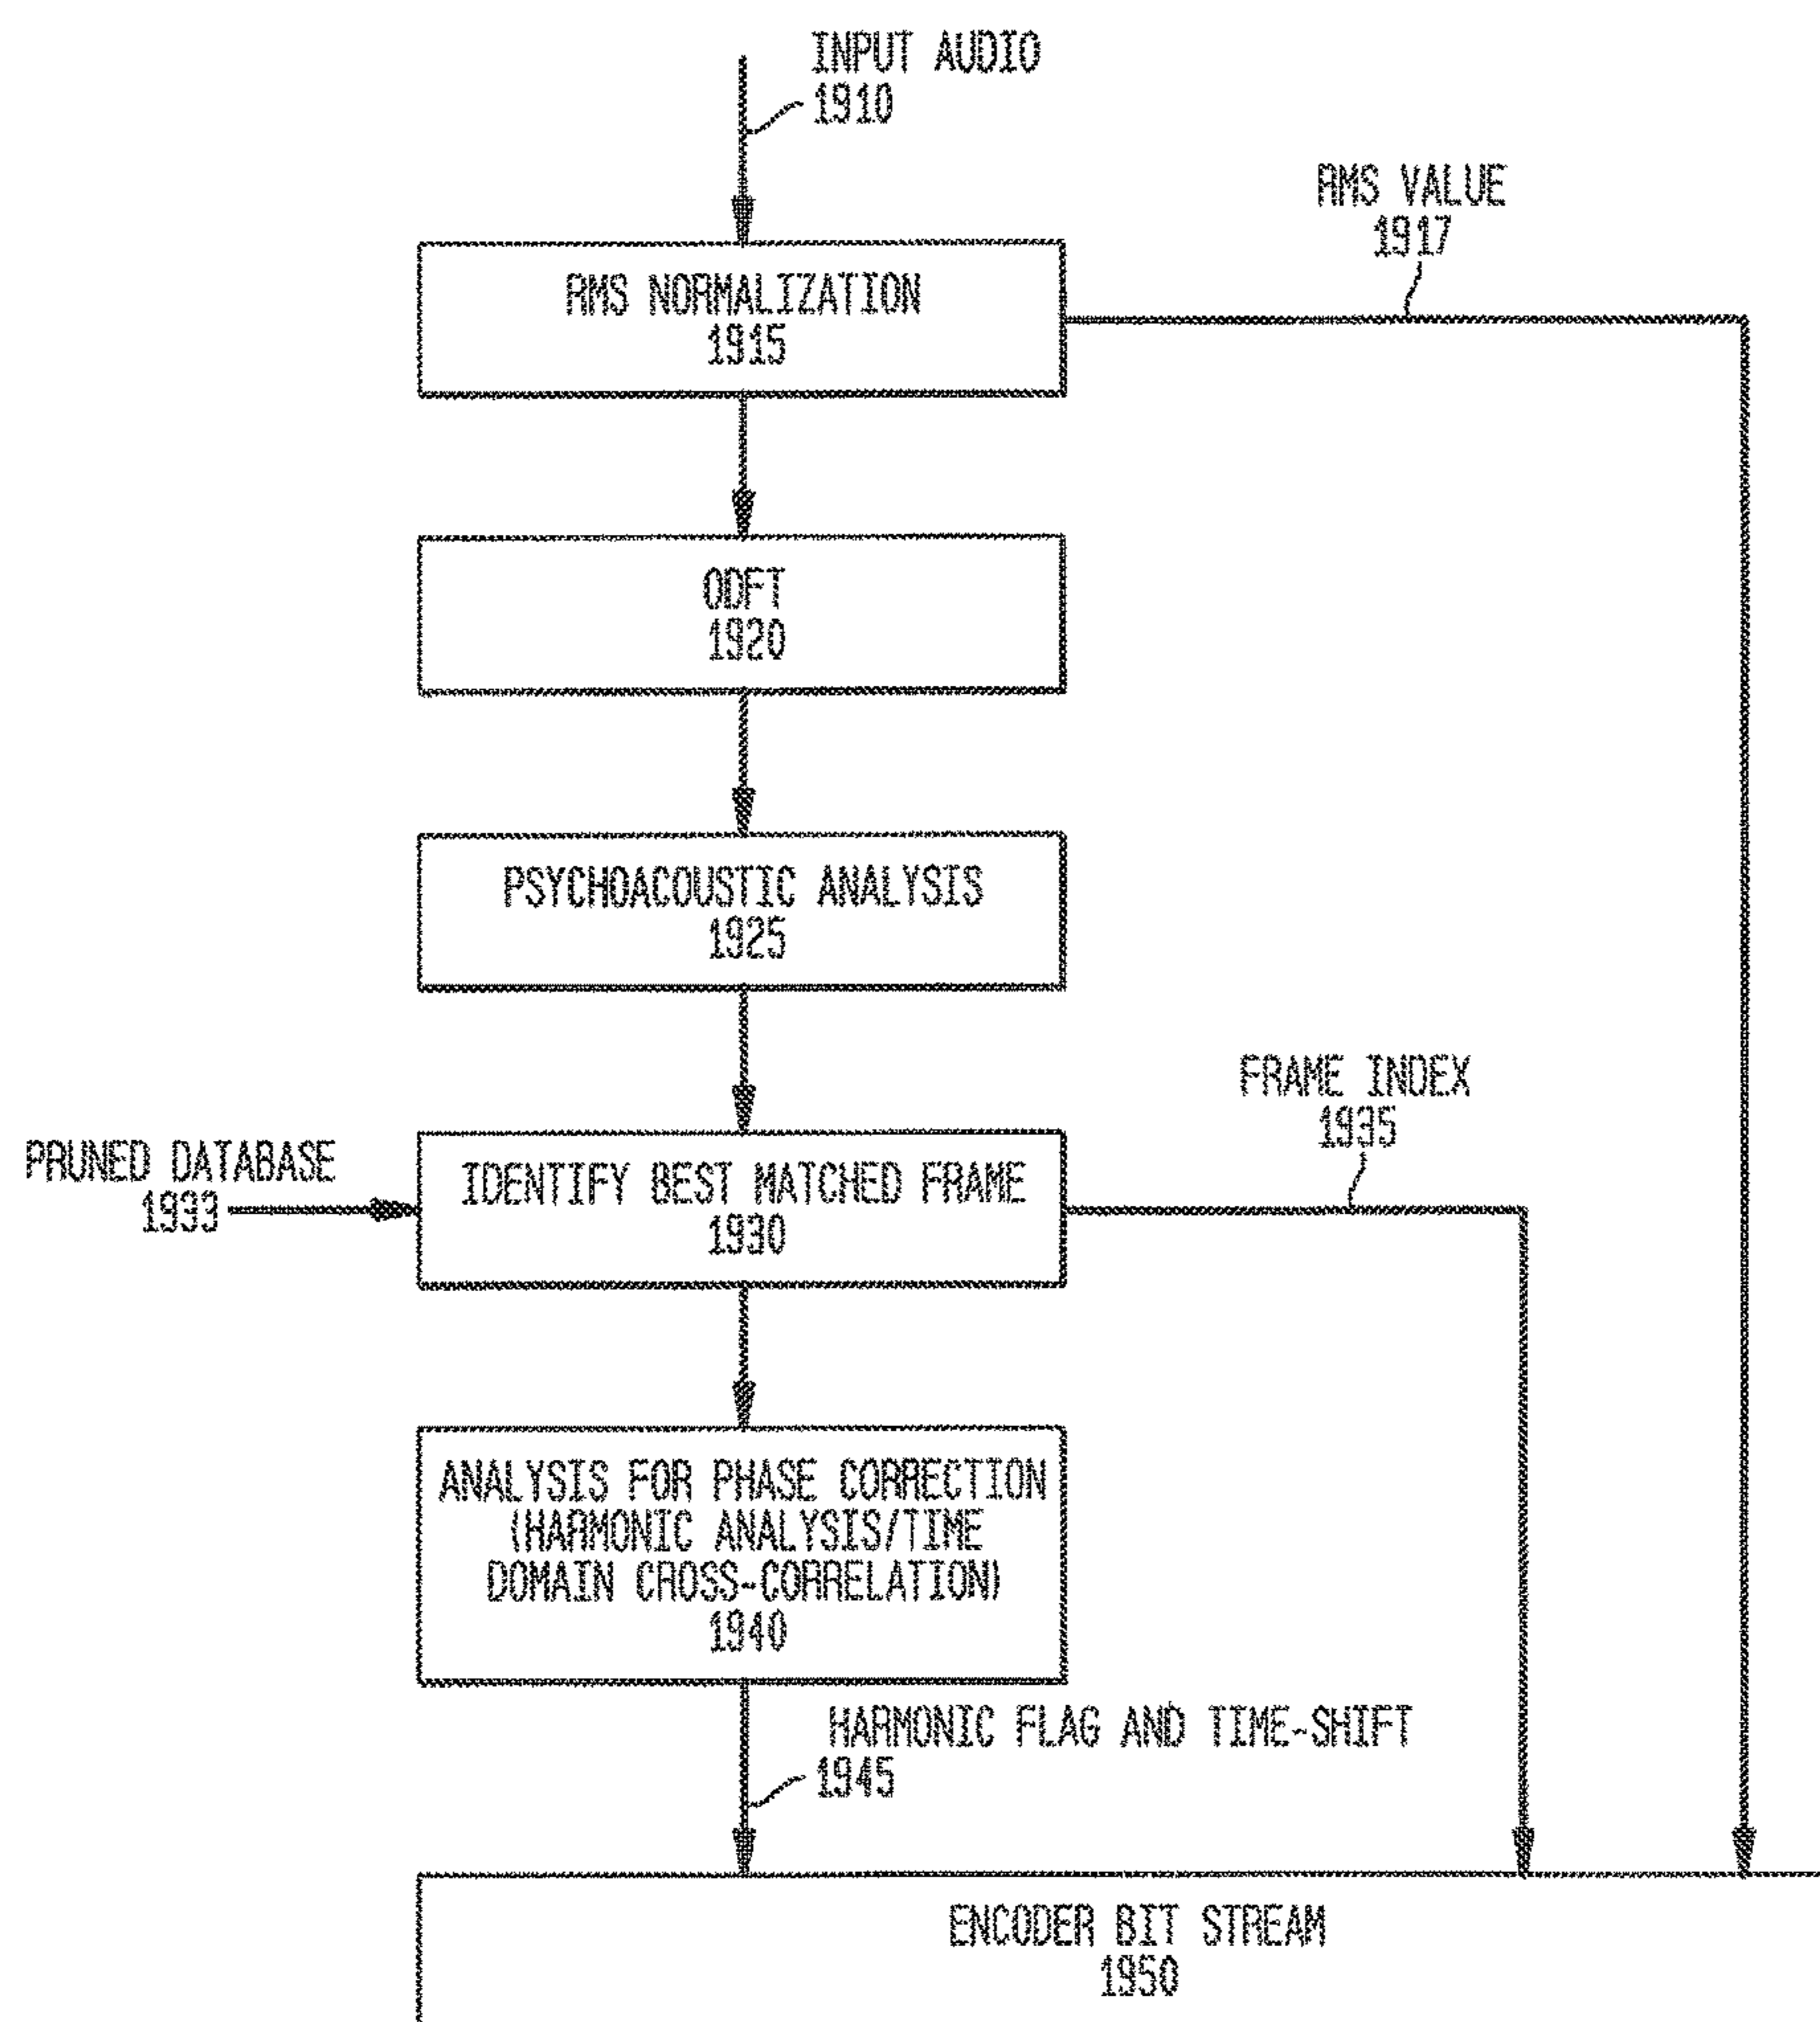 INPUT AUDIO
1910
RMS VALUE
1917
RMS NORMALIZATION
1915
ODFT
1920
PSYCHOACOUSTIC ANALYSIS
1925
FRAME INDEX
1935
PRUNED DATABASE
1933
IDENTIFY BEST MATCHED FRAME
1930
ANALYSIS FOR PHASE CORRECTION
(HARMONIC ANALYSIS/TIME
DOMAIN CROSS-CORRELATION)
1940
HARMONIC FLAG AND TIME-SHIFT
1945
ENCODER BIT STREAM
1950